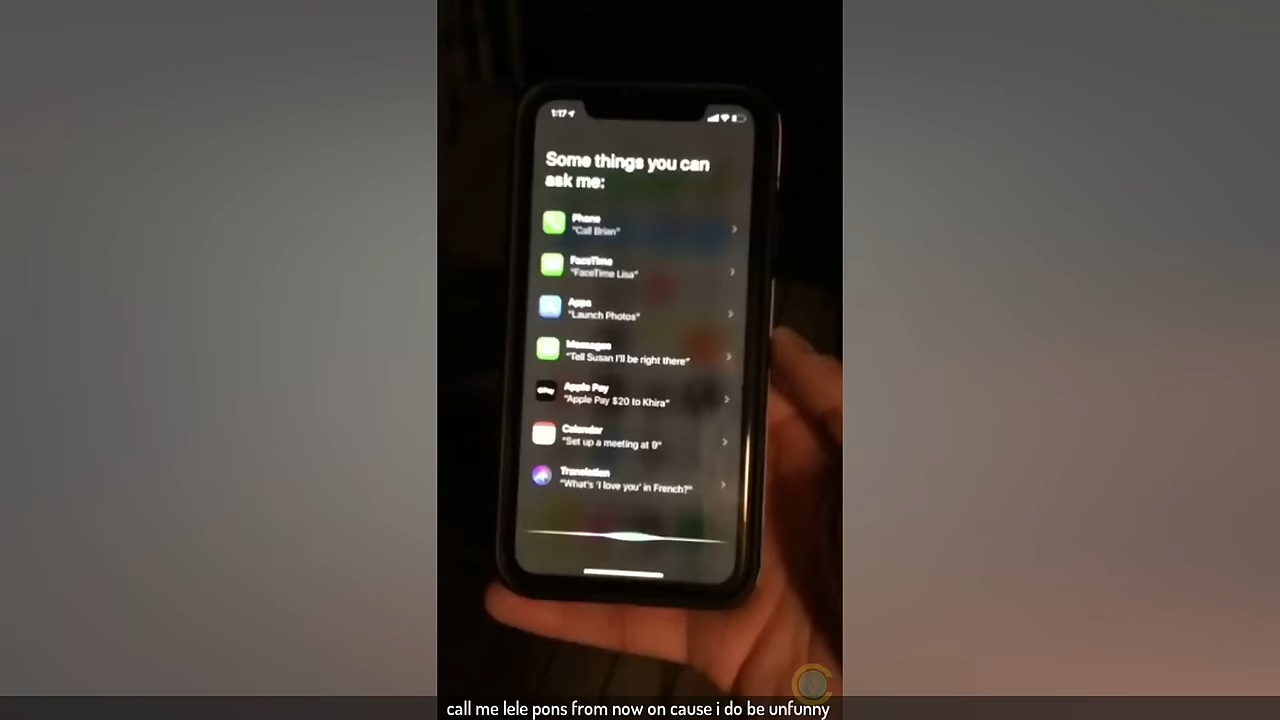 1:17
Some things you can
ask me:
Phone
"Call Brian"
FaceTime
"FaceTime Lisa"
Apps
"Launch Photos"
Messages
"Tell Susan I'll be right there"
Apple Pay
"Apple Pay $20 to Khira"
Calendar
"Set up a meeting at 9"
Translation
"What's 'I love you' in French?"
call me lele pons from now on cause i do be unfunny